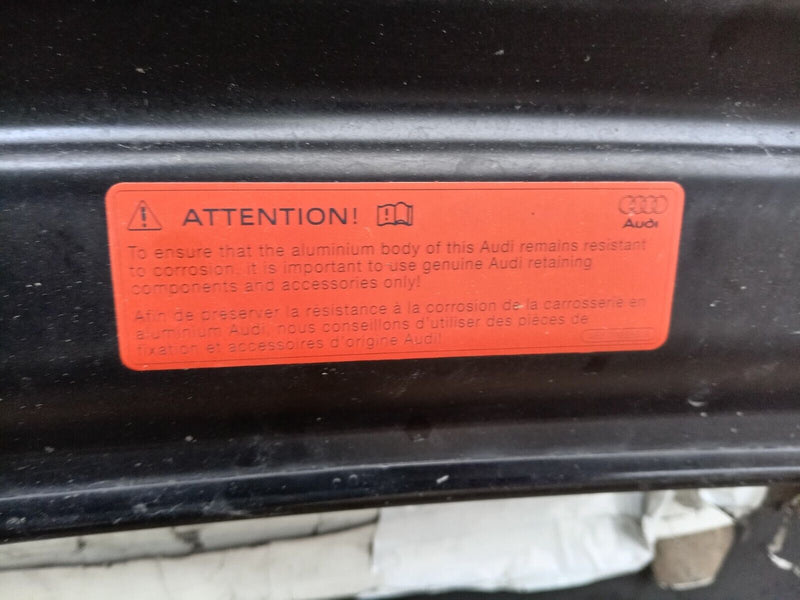 ATTENTION!
Audi
To ensure that the aluminium body of this Audi remains resistant
to corrosion, it is important to use genuine Audi retaining
components and accessories only!
Afin de preserver la resistance à la corrosion de la carrosserie en
aluminium Audi, nous conseillons d'utiliser des pièces de
fixation et accessoires d'origine Audi!